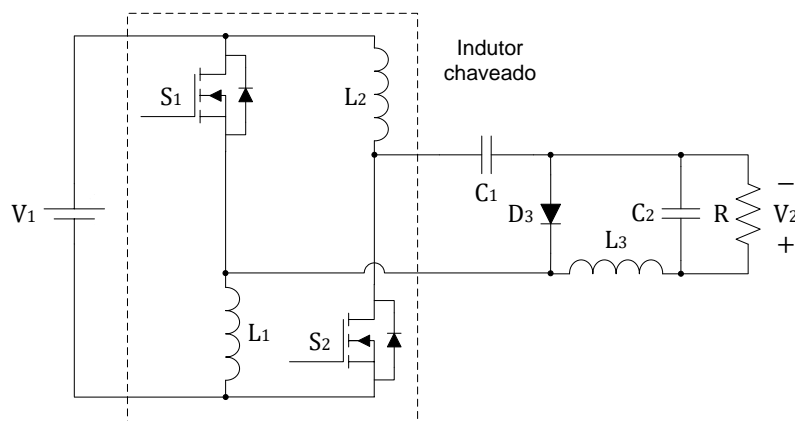 Indutor
chaveado
S1
L2
V1
C1
D3
C2
R
−
V2
+
L3
L1
S2